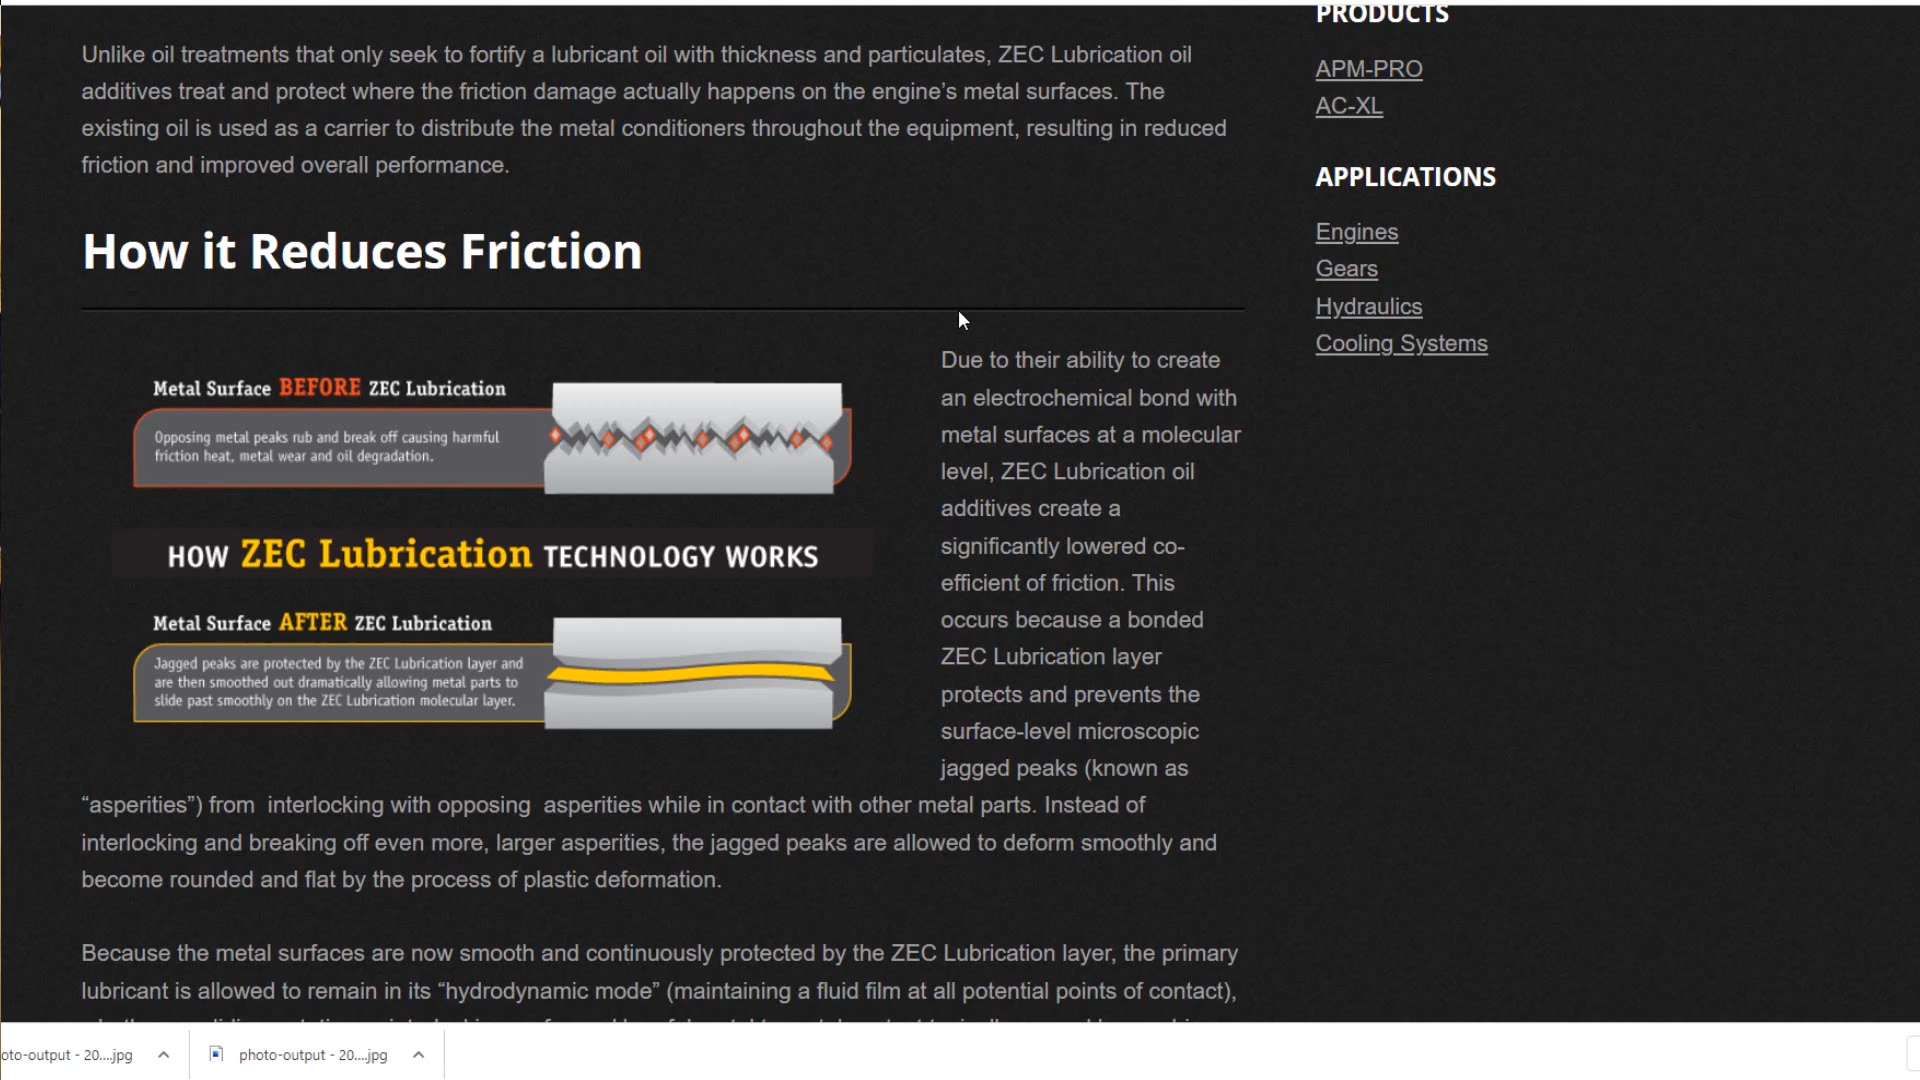 Unlike oil treatments that only seek to fortify a lubricant oil with thickness and particulates, ZEC Lubrication oil
additives treat and protect where the friction damage actually happens on the engine’s metal surfaces. The
existing oil is used as a carrier to distribute the metal conditioners throughout the equipment, resulting in reduced
friction and improved overall performance.
How it Reduces Friction
Metal Surface BEFORE ZEC Lubrication
Opposing metal peaks rub and break off causing harmful
friction heat, metal wear and oil degradation.
HOW ZEC Lubrication TECHNOLOGY WORKS
Metal Surface AFTER ZEC Lubrication
Jagged peaks are protected by the ZEC Lubrication layer and
are then smoothed out dramatically allowing metal parts to
slide past smoothly on the ZEC Lubrication molecular layer.
Due to their ability to create
an electrochemical bond with
metal surfaces at a molecular
level, ZEC Lubrication oil
additives create a
significantly lowered co-
efficient of friction. This
occurs because a bonded
ZEC Lubrication layer
protects and prevents the
surface-level microscopic
jagged peaks (known as
“asperities”) from  interlocking with opposing  asperities while in contact with other metal parts. Instead of
interlocking and breaking off even more, larger asperities, the jagged peaks are allowed to deform smoothly and
become rounded and flat by the process of plastic deformation.
Because the metal surfaces are now smooth and continuously protected by the ZEC Lubrication layer, the primary
lubricant is allowed to remain in its “hydrodynamic mode” (maintaining a fluid film at all potential points of contact),
PRODUCTS
APM-PRO
AC-XL
APPLICATIONS
Engines
Gears
Hydraulics
Cooling Systems
oto-output - 20....jpg
photo-output - 20....jpg